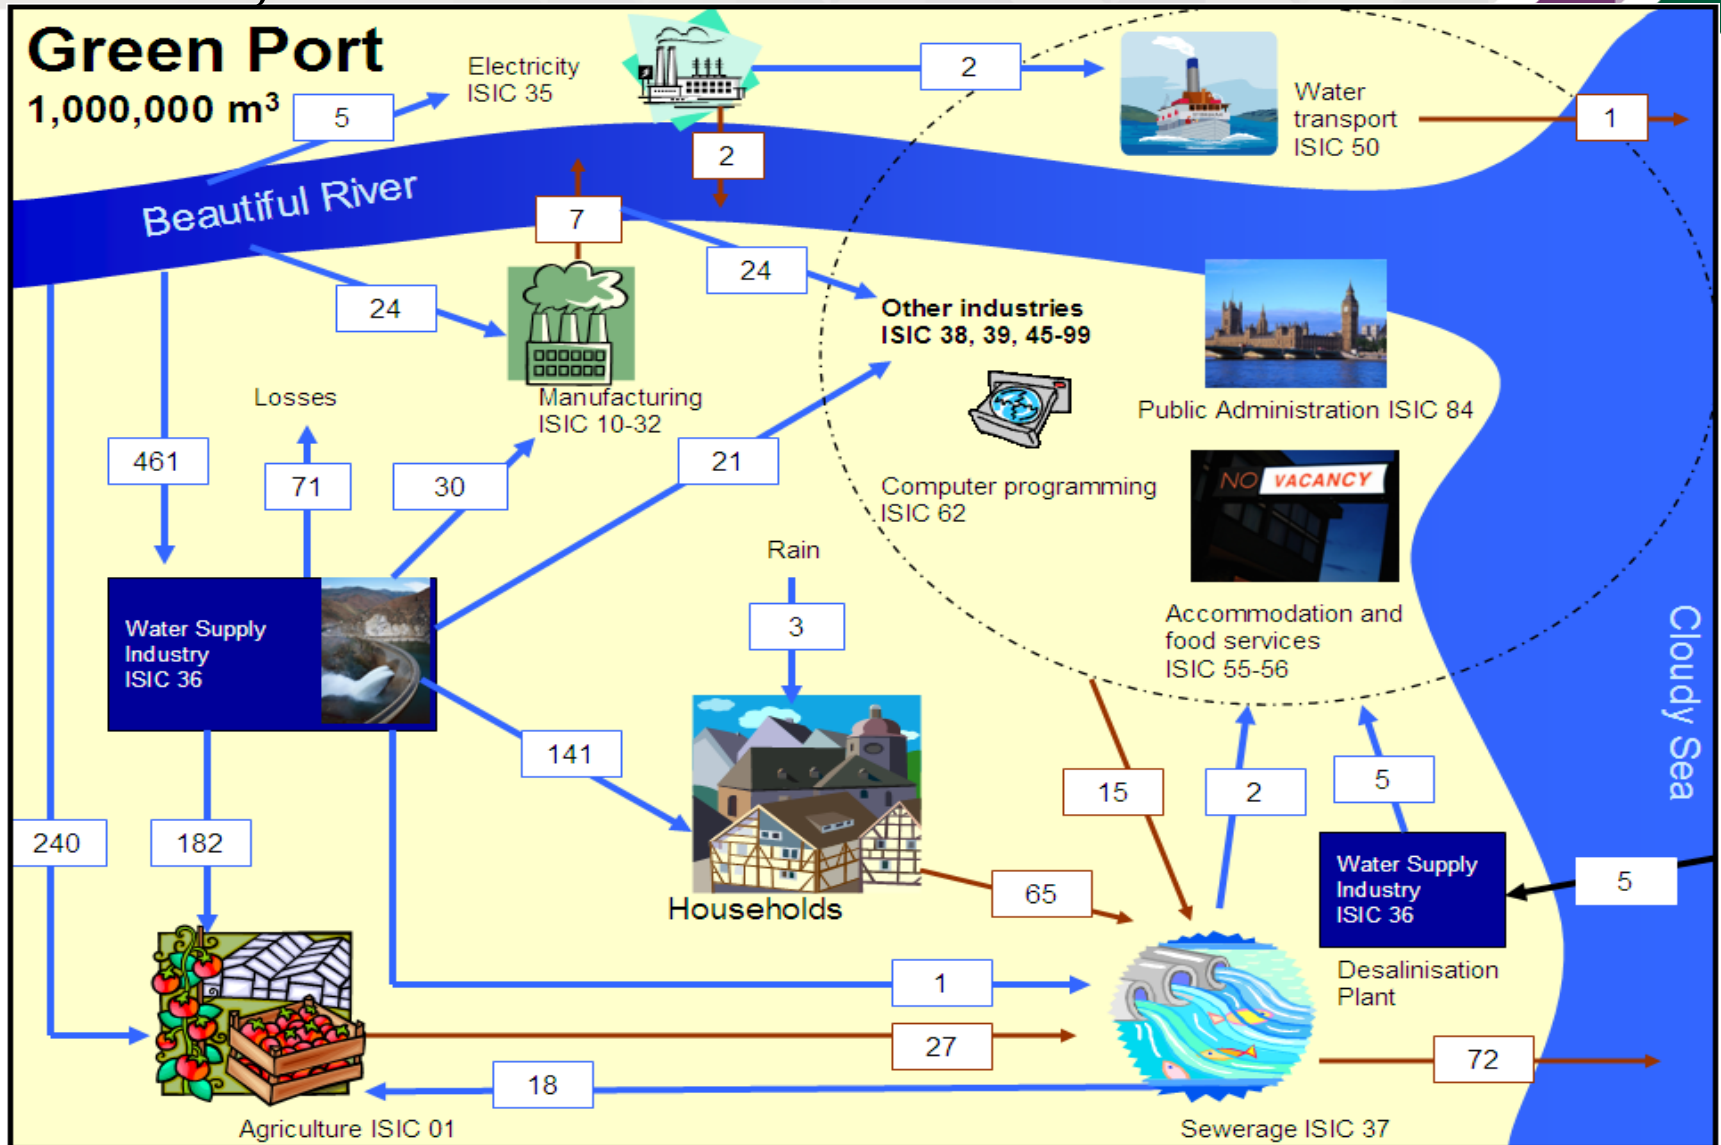 Green Port
1,000,000 m³
5
Electricity
ISIC 35
2
Water
transport
ISIC 50
1
2
Beautiful River
7
24
24
Other industries
ISIC 38, 39, 45-99
Public Administration ISIC 84
Losses
Manufacturing
ISIC 10-32
461
71
30
21
Computer programming
ISIC 62
NO VACANCY
Rain
3
Accommodation and
food services
ISIC 55-56
Water Supply
Industry
ISIC 36
Cloudy Sea
141
15
2
5
240
182
Water Supply
Industry
ISIC 36
5
65
Households
Desalinisation
Plant
1
27
72
18
Agriculture ISIC 01
Sewerage ISIC 37